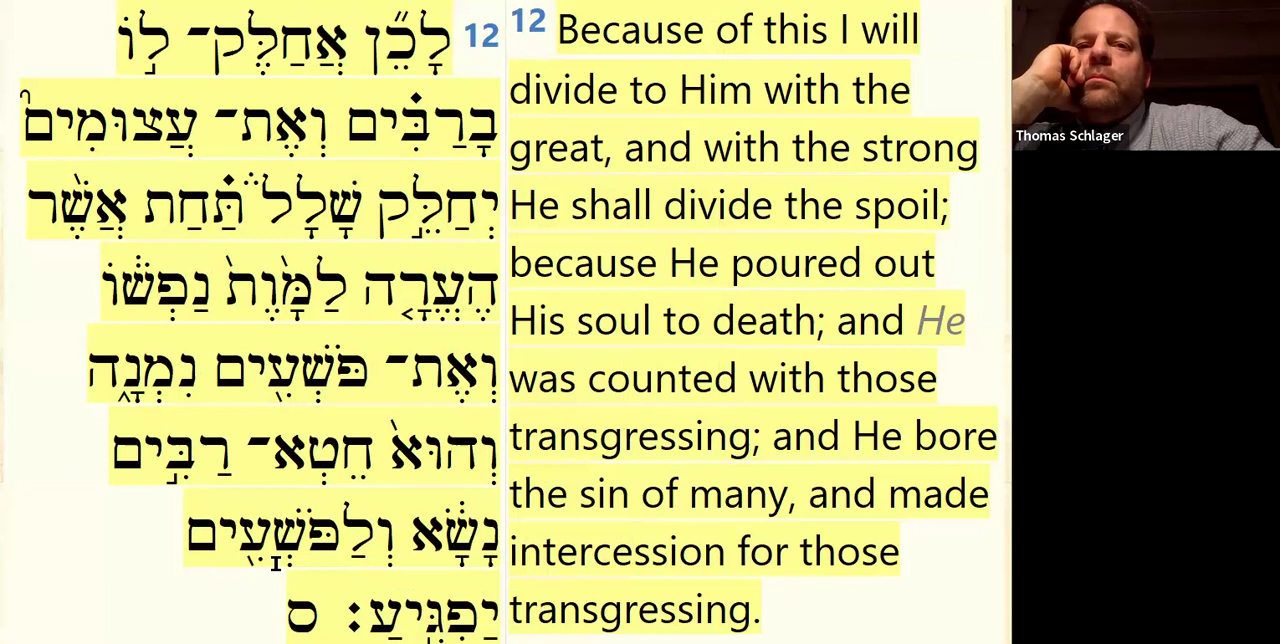 12 לָכֵ֞ן אֲחַלֶּק־ ל֣וֹ
בָרַבִּ֗ים וְאֶת־ עֲצוּמִים֮
יְחַלֵּ֣ק שָׁלָל֒ תַּ֗חַת אֲשֶׁ֨ר
הֶעֱרָ֤ה לַמָּ֙וֶת֙ נַפְשׁ֔וֹ
וְאֶת־ פֹּשְׁעִ֖ים נִמְנָ֑ה
וְהוּא֙ חֵטְא־ רַבִּ֣ים
נָשָׂ֔א וְלַפֹּשְׁעִ֖ים
יַפְגִּֽיעַ׃ ס
12 Because of this I will
divide to Him with the
great, and with the strong
He shall divide the spoil;
because He poured out
His soul to death; and He
was counted with those
transgressing; and He bore
the sin of many, and made
intercession for those
transgressing.
Thomas Schlager